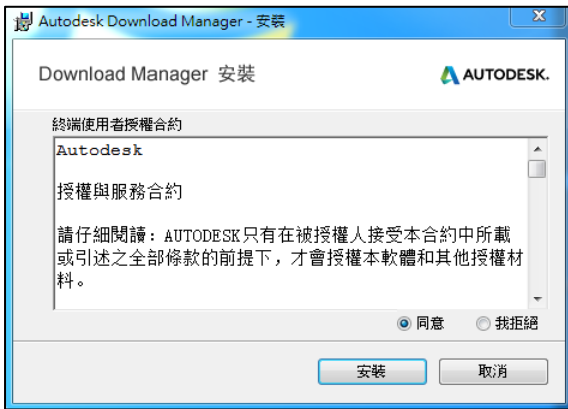 Autodesk Download Manager - 安裝
Download Manager 安裝
AUTODESK.
終端使用者授權合約
Autodesk
授權與服務合約
請仔細閱讀：AUTODESK只有在被授權人接受本合約中所載
或引述之全部條款的前提下，才會授權本軟體和其他授權材
料。
同意 我拒絕
安裝 取消